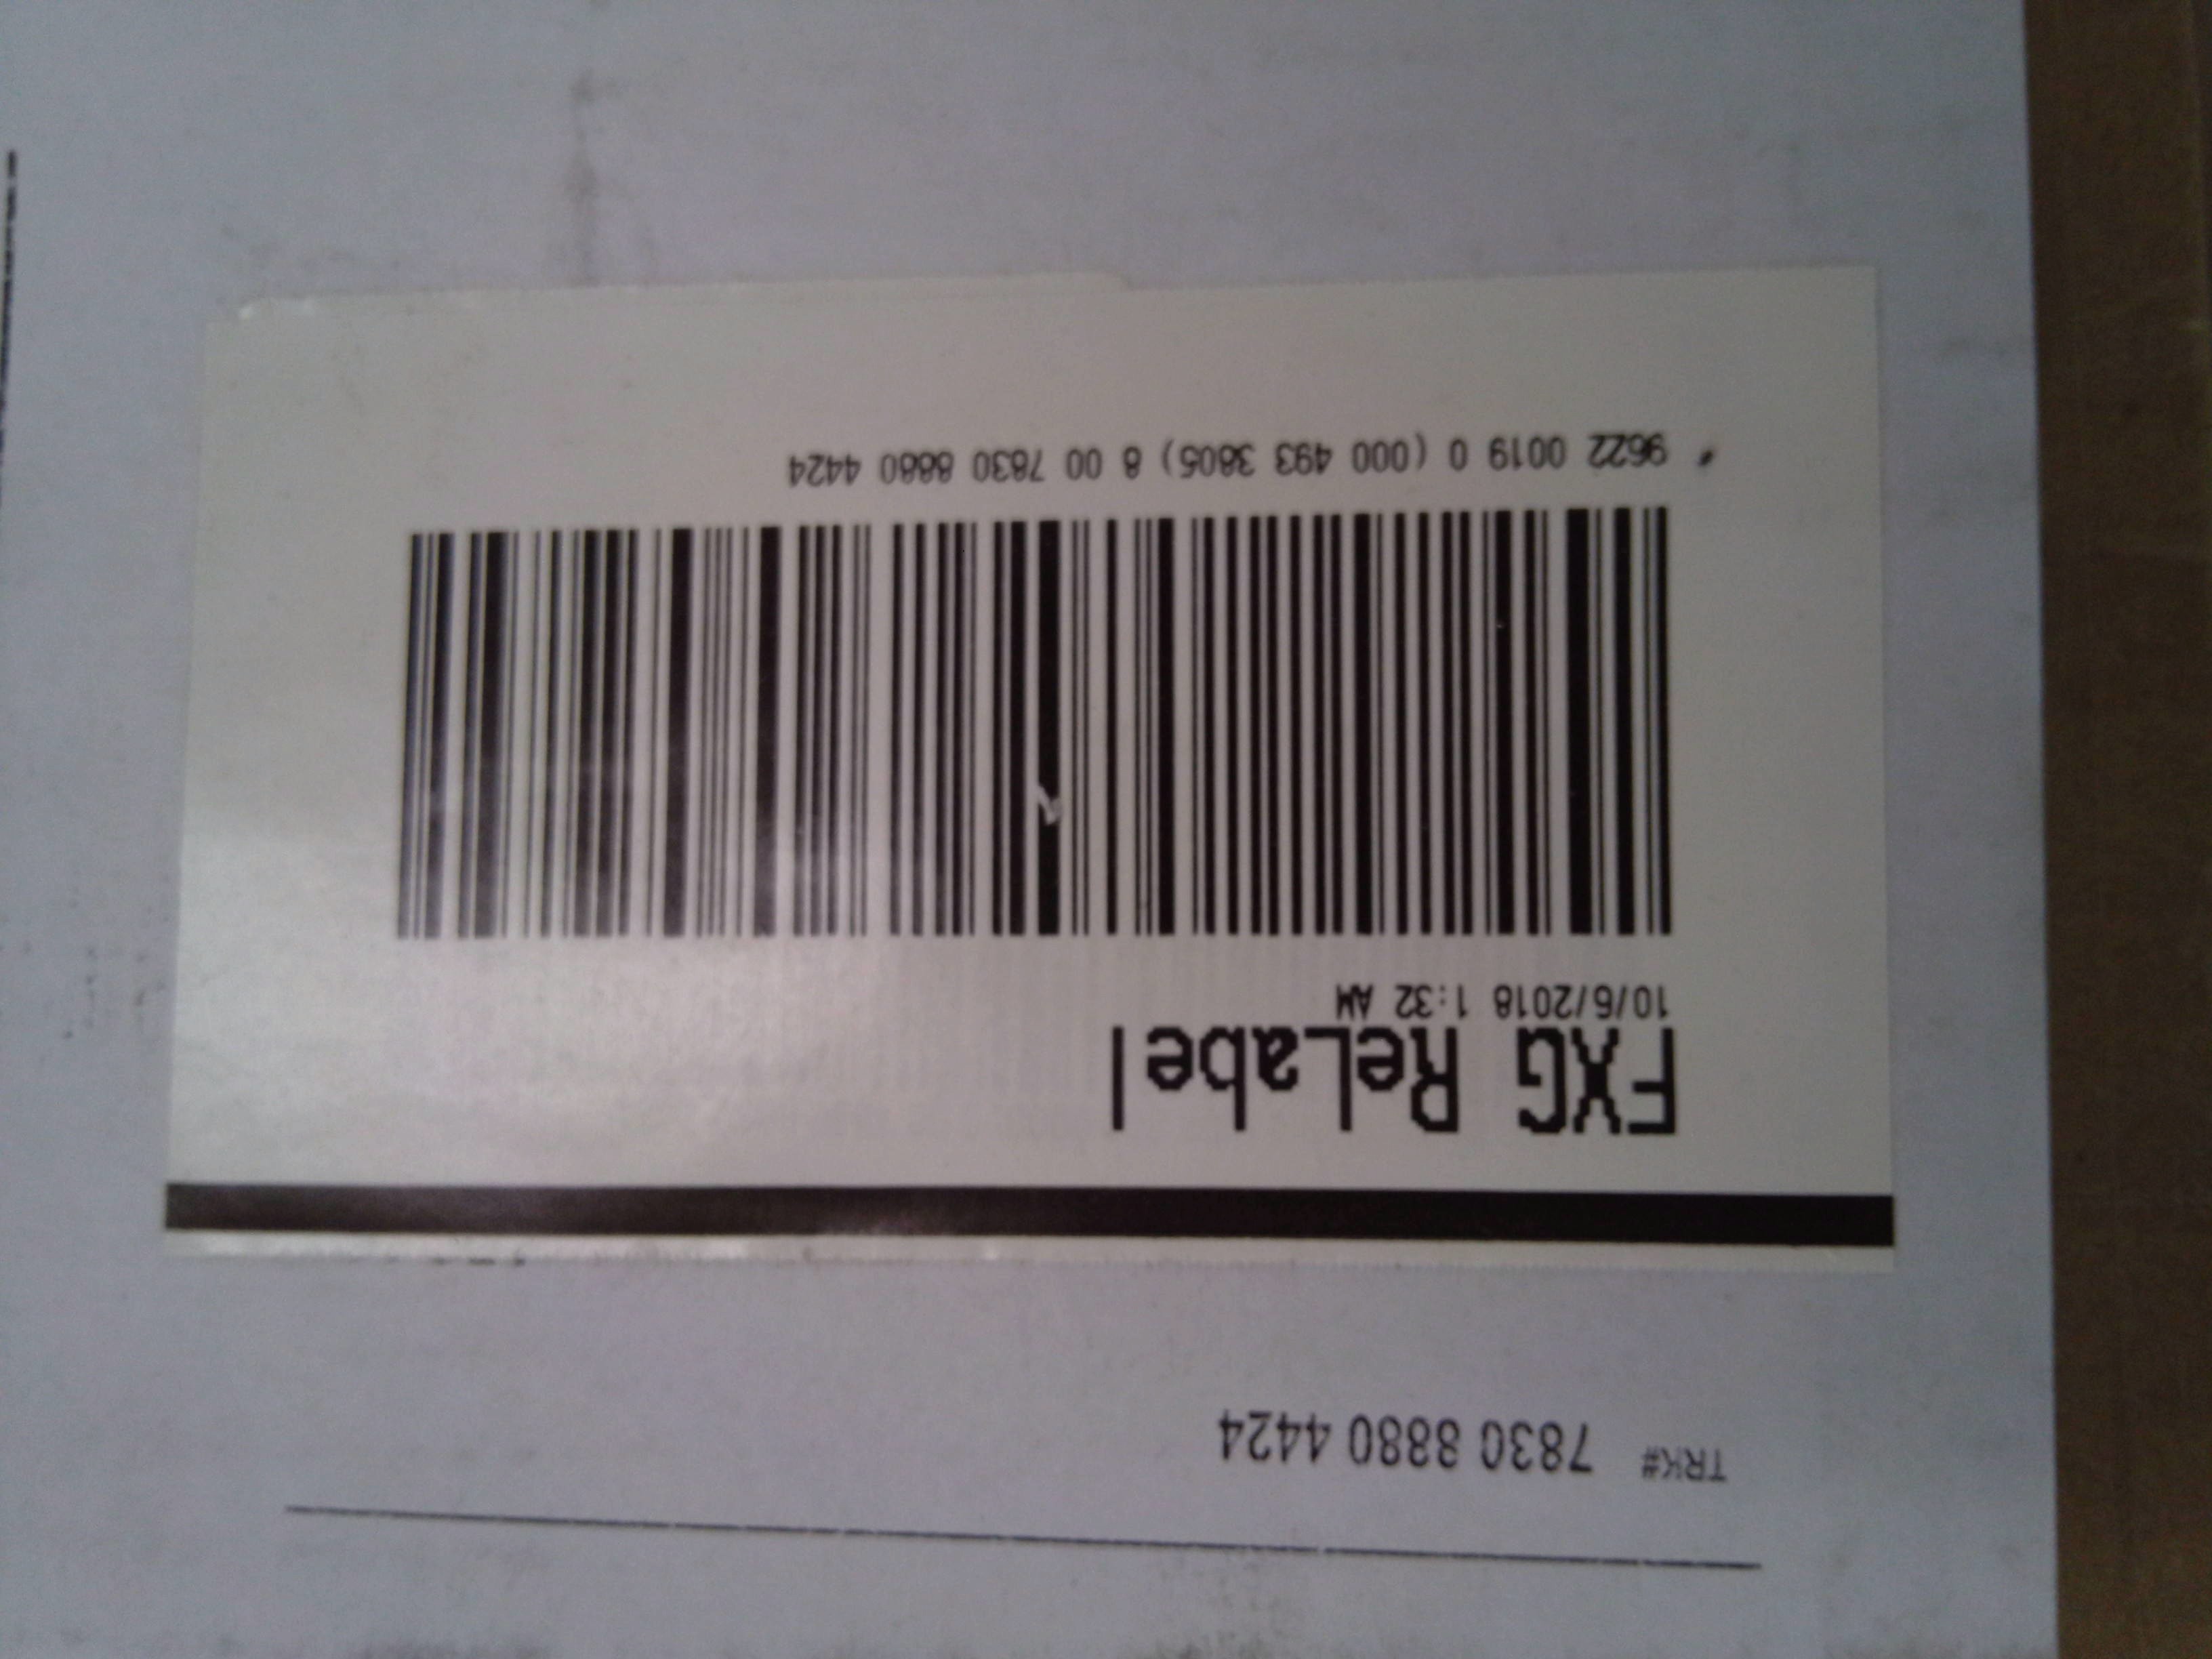 TRK# 7830 8880 4424
FXG ReLabel
10/6/2018 1:32 AM
9622 0019 0 (000 493 3805) 8 00 7830 8880 4424